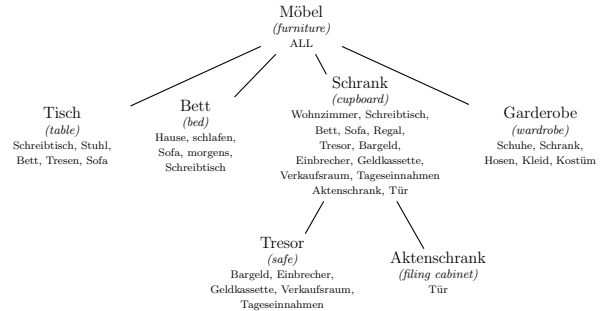 Möbel
(furniture)
ALL
Tisch
(table)
Schreibtisch, Stuhl,
Bett, Tresen, Sofa
Bett
(bed)
Hause, schlafen,
Sofa, morgens,
Schreibtisch
Schrank
(cupboard)
Wohnzimmer, Schreibtisch,
Bett, Sofa, Regal,
Tresor, Bargeld,
Einbrecher, Geldkassette,
Verkaufsraum, Tageseinnahmen
Aktenschrank, Tür
Garderobe
(wardrobe)
Schuhe, Schrank,
Hosen, Kleid, Kostüm
Tresor
(safe)
Bargeld, Einbrecher,
Geldkassette, Verkaufsraum,
Tageseinnahmen
Aktenschrank
(filing cabinet)
Tür